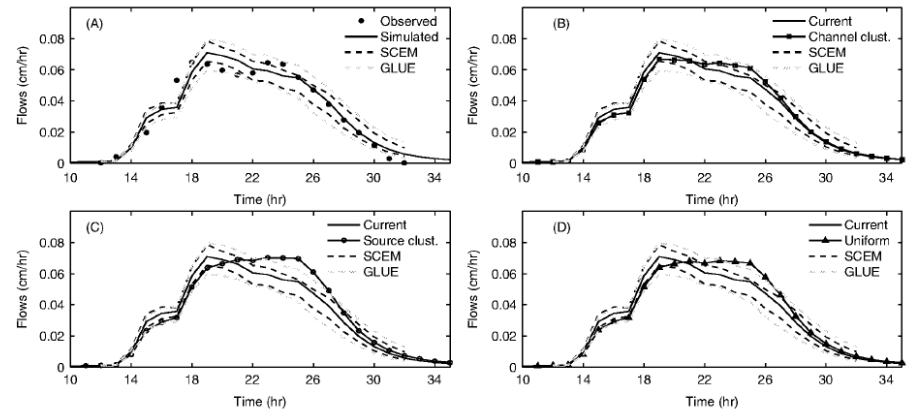 (A)
Observed
Simulated
SCEM
GLUE
Flows (cm/hr)
0.08
0.06
0.04
0.02
0
10 14 18 22 26 30 34
Time (hr)
(B)
Current
Channel clust.
SCEM
GLUE
Flows (cm/hr)
0.08
0.06
0.04
0.02
0
10 14 18 22 26 30 34
Time (hr)
(C)
Current
Source clust.
SCEM
GLUE
Flows (cm/hr)
0.08
0.06
0.04
0.02
0
10 14 18 22 26 30 34
Time (hr)
(D)
Current
Uniform
SCEM
GLUE
Flows (cm/hr)
0.08
0.06
0.04
0.02
0
10 14 18 22 26 30 34
Time (hr)